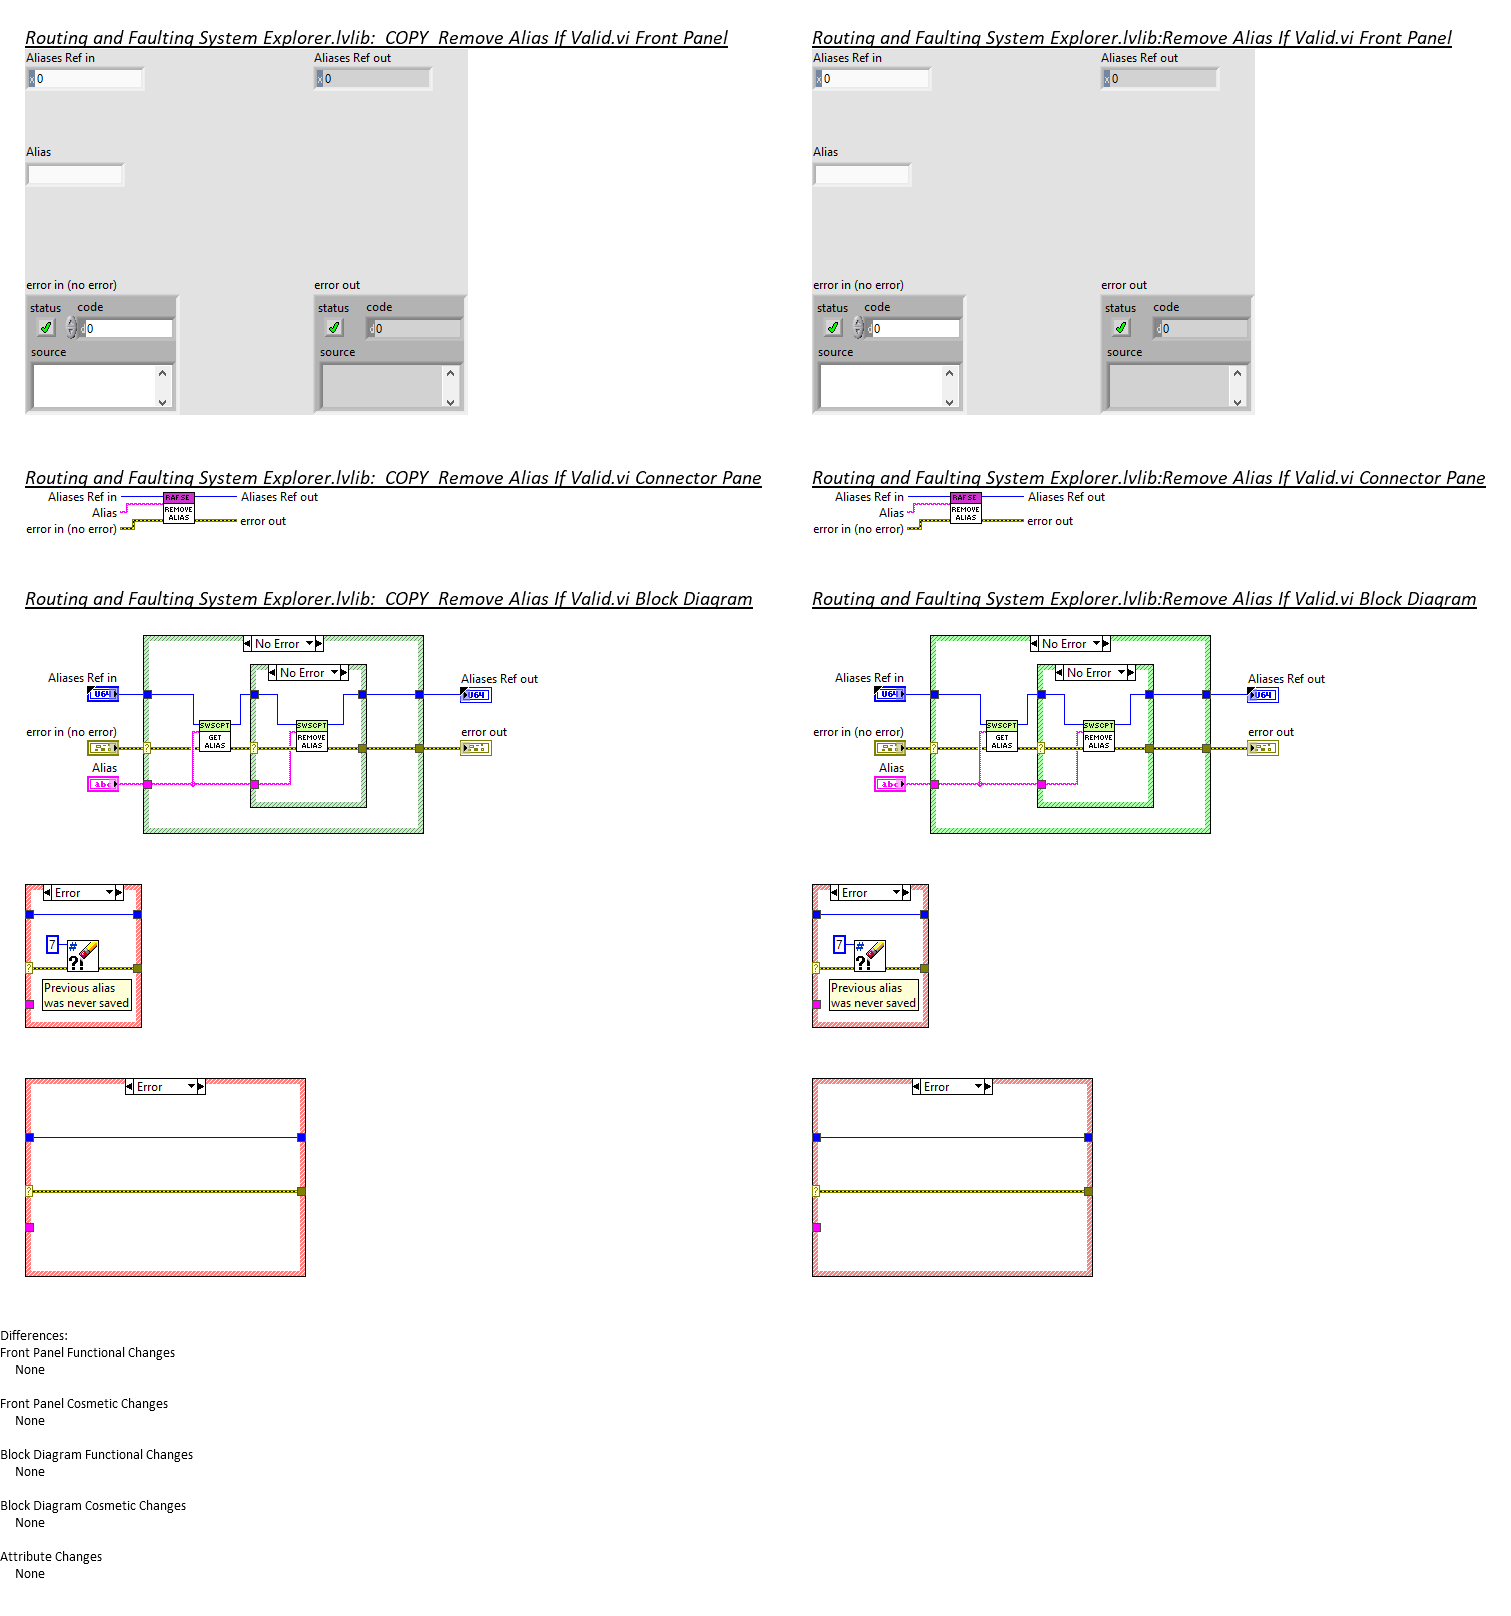 Routing and Faulting System Explorer.lvlib:  COPY  Remove Alias If Valid.vi Front Panel
Aliases Ref in
Aliases Ref out
x 0
x 0
Alias
error in (no error)
error out
status
code
status
code
d 0
d 0
source
source
Routing and Faulting System Explorer.lvlib:Remove Alias If Valid.vi Front Panel
Aliases Ref in
Aliases Ref out
x 0
x 0
Alias
error in (no error)
error out
status
code
status
code
d 0
d 0
source
source
Routing and Faulting System Explorer.lvlib:  COPY  Remove Alias If Valid.vi Connector Pane
Aliases Ref in
RAFSE
Aliases Ref out
Alias
REMOVE
ALIAS
error in (no error)
error out
Routing and Faulting System Explorer.lvlib:Remove Alias If Valid.vi Connector Pane
Aliases Ref in
RAFSE
Aliases Ref out
Alias
REMOVE
ALIAS
error in (no error)
error out
Routing and Faulting System Explorer.lvlib:  COPY  Remove Alias If Valid.vi Block Diagram
No Error
No Error
Aliases Ref in
U64
Aliases Ref out
U64
SWSCPT
GET
ALIAS
SWSCPT
REMOVE
ALIAS
error in (no error)
?
?
error out
Alias
abc
Error
7
#
?!
?
Previous alias
was never saved
Error
?
Routing and Faulting System Explorer.lvlib:Remove Alias If Valid.vi Block Diagram
No Error
No Error
Aliases Ref in
U64
Aliases Ref out
U64
SWSCPT
GET
ALIAS
SWSCPT
REMOVE
ALIAS
error in (no error)
?
?
error out
Alias
abc
Error
7
#
?!
?
Previous alias
was never saved
Error
?
Differences:
Front Panel Functional Changes
None
Front Panel Cosmetic Changes
None
Block Diagram Functional Changes
None
Block Diagram Cosmetic Changes
None
Attribute Changes
None